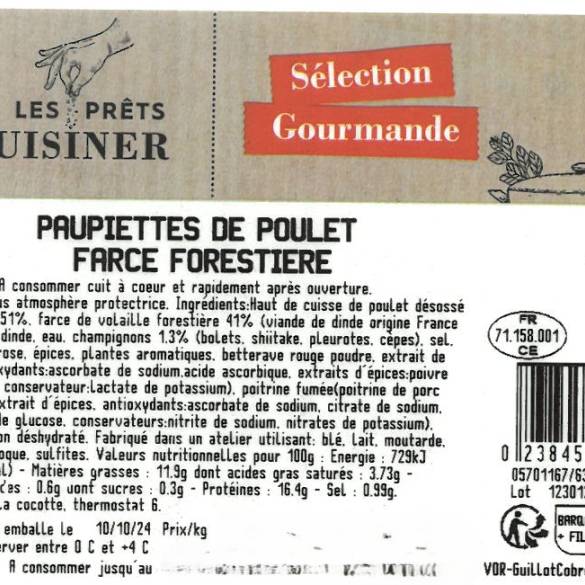 LES PRÊTS
UISINER
Sélection
Gourmande
PAUPIETTES DE POULET
FARCE FORESTIERE
A consommer cuit à coeur et rapidement après ouverture.
us atmosphère protectrice. Ingrédients:Haut de cuisse de poulet désossé
51%, farce de volaille forestière 41% (viande de dinde origine France
dinde, eau, champignons 1.3% (bolets, shiitake, pleurotes, cèpes), sel,
rose, épices, plantes aromatiques, betterave rouge poudre, extrait de
xydants:ascorbate de sodium,acide ascorbique, extraits d'épices:poivre
conservateur:lactate de potassium), poitrine fumée(poitrine de porc
xtrait d'épices, antioxydants:ascorbate de sodium, citrate de sodium,
de glucose, conservateurs:nitrite de sodium, nitrates de potassium),
on déshydraté. Fabriqué dans un atelier utilisant: blé, Lait, moutarde,
oque, sulfites. Valeurs nutritionnelles pour 100g : Energie : 729kJ
al) - Matières grasses : 11.9g dont acides gras saturés : 3.73g -
es : 0.6g dont sucres : 0.3g - Protéines : 16.4g - Sel : 0.99g.
la cocotte, thermostat 6.
emballe le 10/10/24 Prix/kg
rver entre 0 C et +4 C
A consommer jusqu'au
FR
71.158.001
CE
0 23845
05701167/63
Lot 123012
BARQ
+ FIL
VOR-GuillotCobr